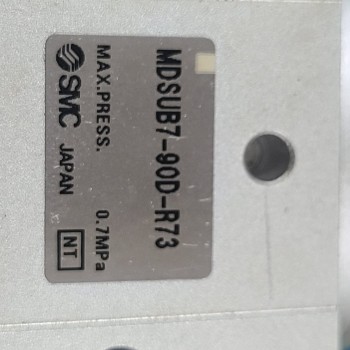 MDSUB7-90D-R73
MAX.PRESS. 0.7MPa
SMC JAPAN NT